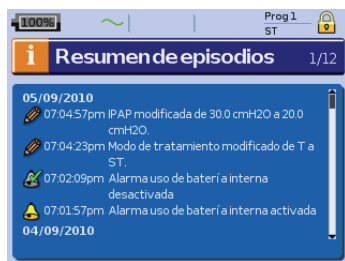 100%
Prog 1
ST
i Resumen de episodios 1/12
05/09/2010
07:04:57pm IPAP modificada de 30.0 cmH2O a 20.0
cmH2O.
07:04:23pm Modo de tratamiento modificado de T a
ST.
07:02:09pm Alarma uso de batería interna
desactivada
07:01:57pm Alarma uso de batería interna activada
04/09/2010